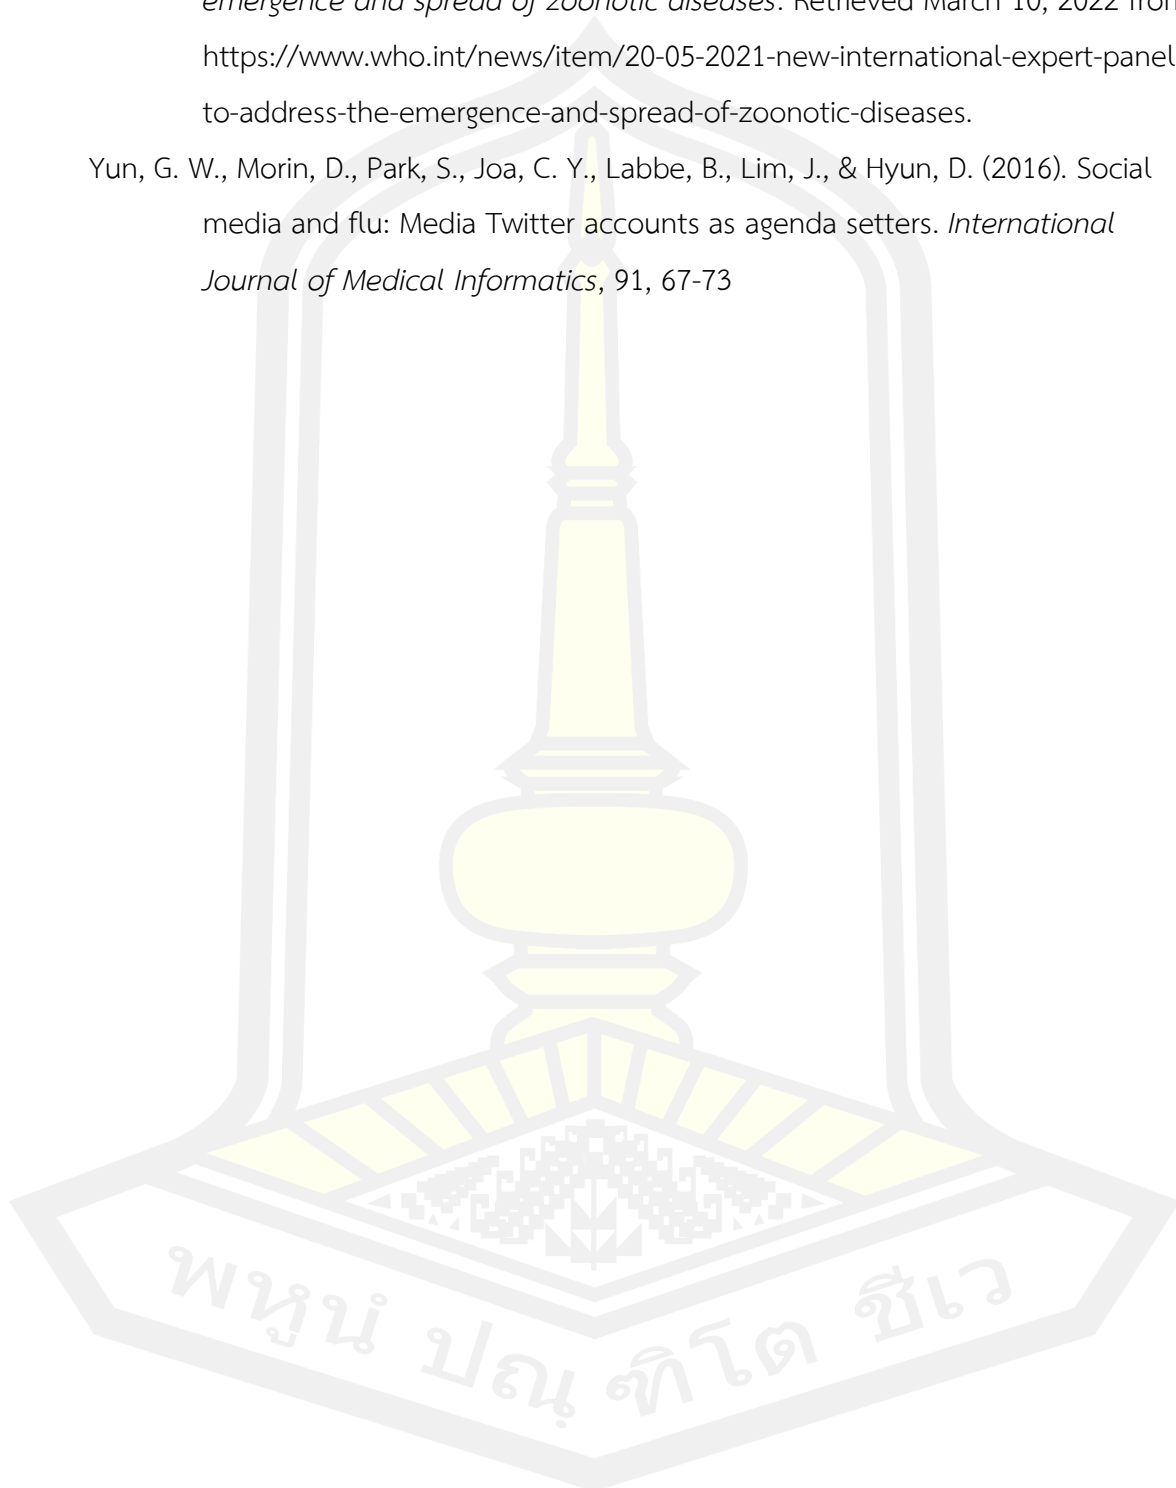 emergence and spread of zoonotic diseases. Retrieved March 10, 2022 from
https://www.who.int/news/item/20-05-2021-new-international-expert-panel
to-address-the-emergence-and-spread-of-zoonotic-diseases.
Yun, G. W., Morin, D., Park, S., Joa, C. Y., Labbe, B., Lim, J., & Hyun, D. (2016). Social
media and flu: Media Twitter accounts as agenda setters. International
Journal of Medical Informatics, 91, 67-73
พหูนํ ปณฺฑิโต ชีเว